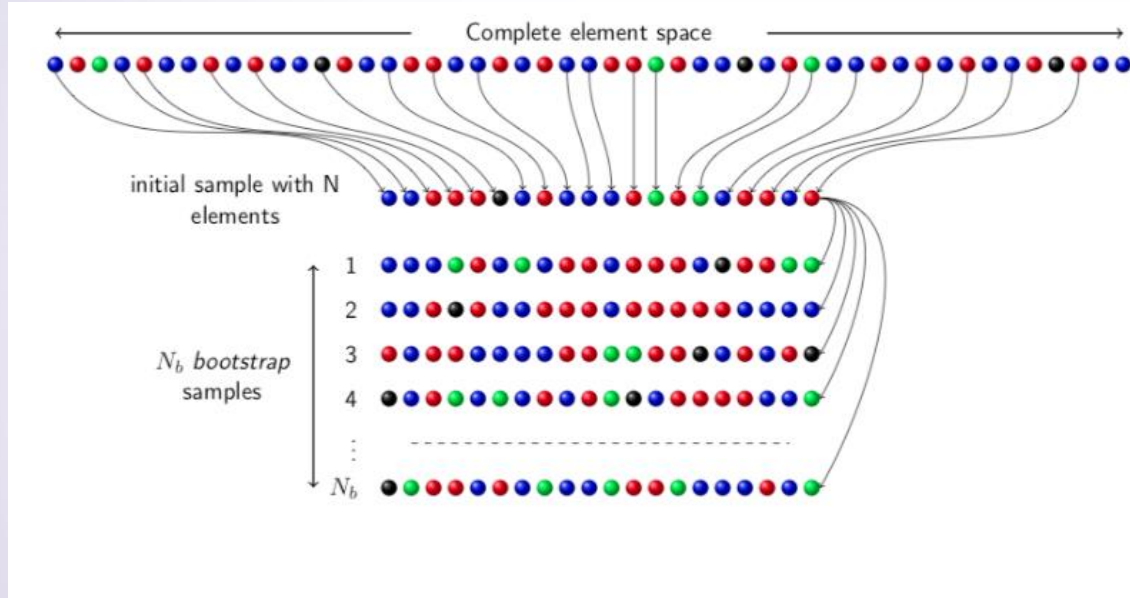 Complete element space
initial sample with N
elements
1
2
N_b bootstrap
samples
3
4
⋮
N_b